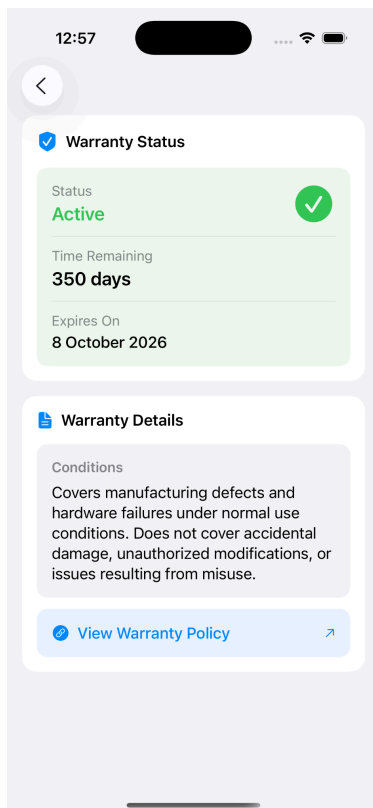 12:57
Warranty Status
Status
Active
Time Remaining
350 days
Expires On
8 October 2026
Warranty Details
Conditions
Covers manufacturing defects and
hardware failures under normal use
conditions. Does not cover accidental
damage, unauthorized modifications, or
issues resulting from misuse.
View Warranty Policy